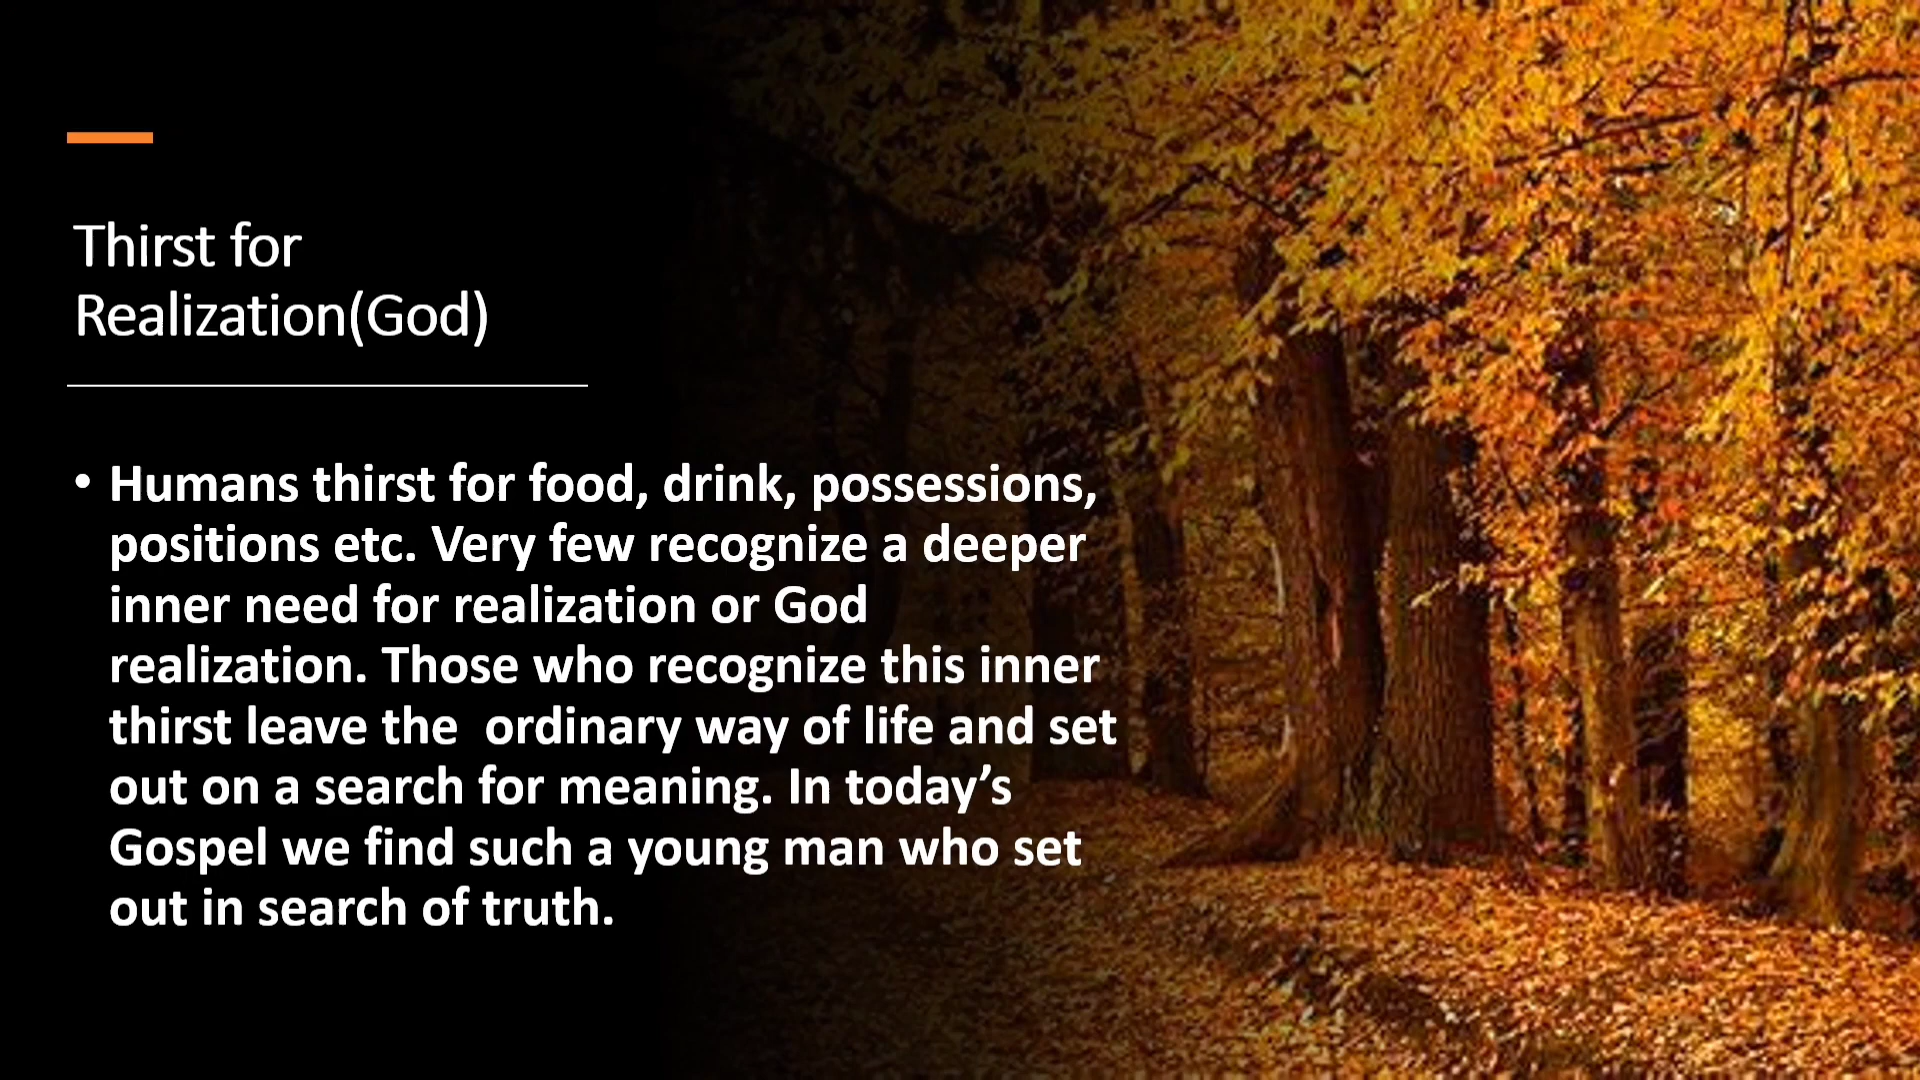 Thirst for
Realization(God)
• Humans thirst for food, drink, possessions,
positions etc. Very few recognize a deeper
inner need for realization or God
realization. Those who recognize this inner
thirst leave the  ordinary way of life and set
out on a search for meaning. In today’s
Gospel we find such a young man who set
out in search of truth.